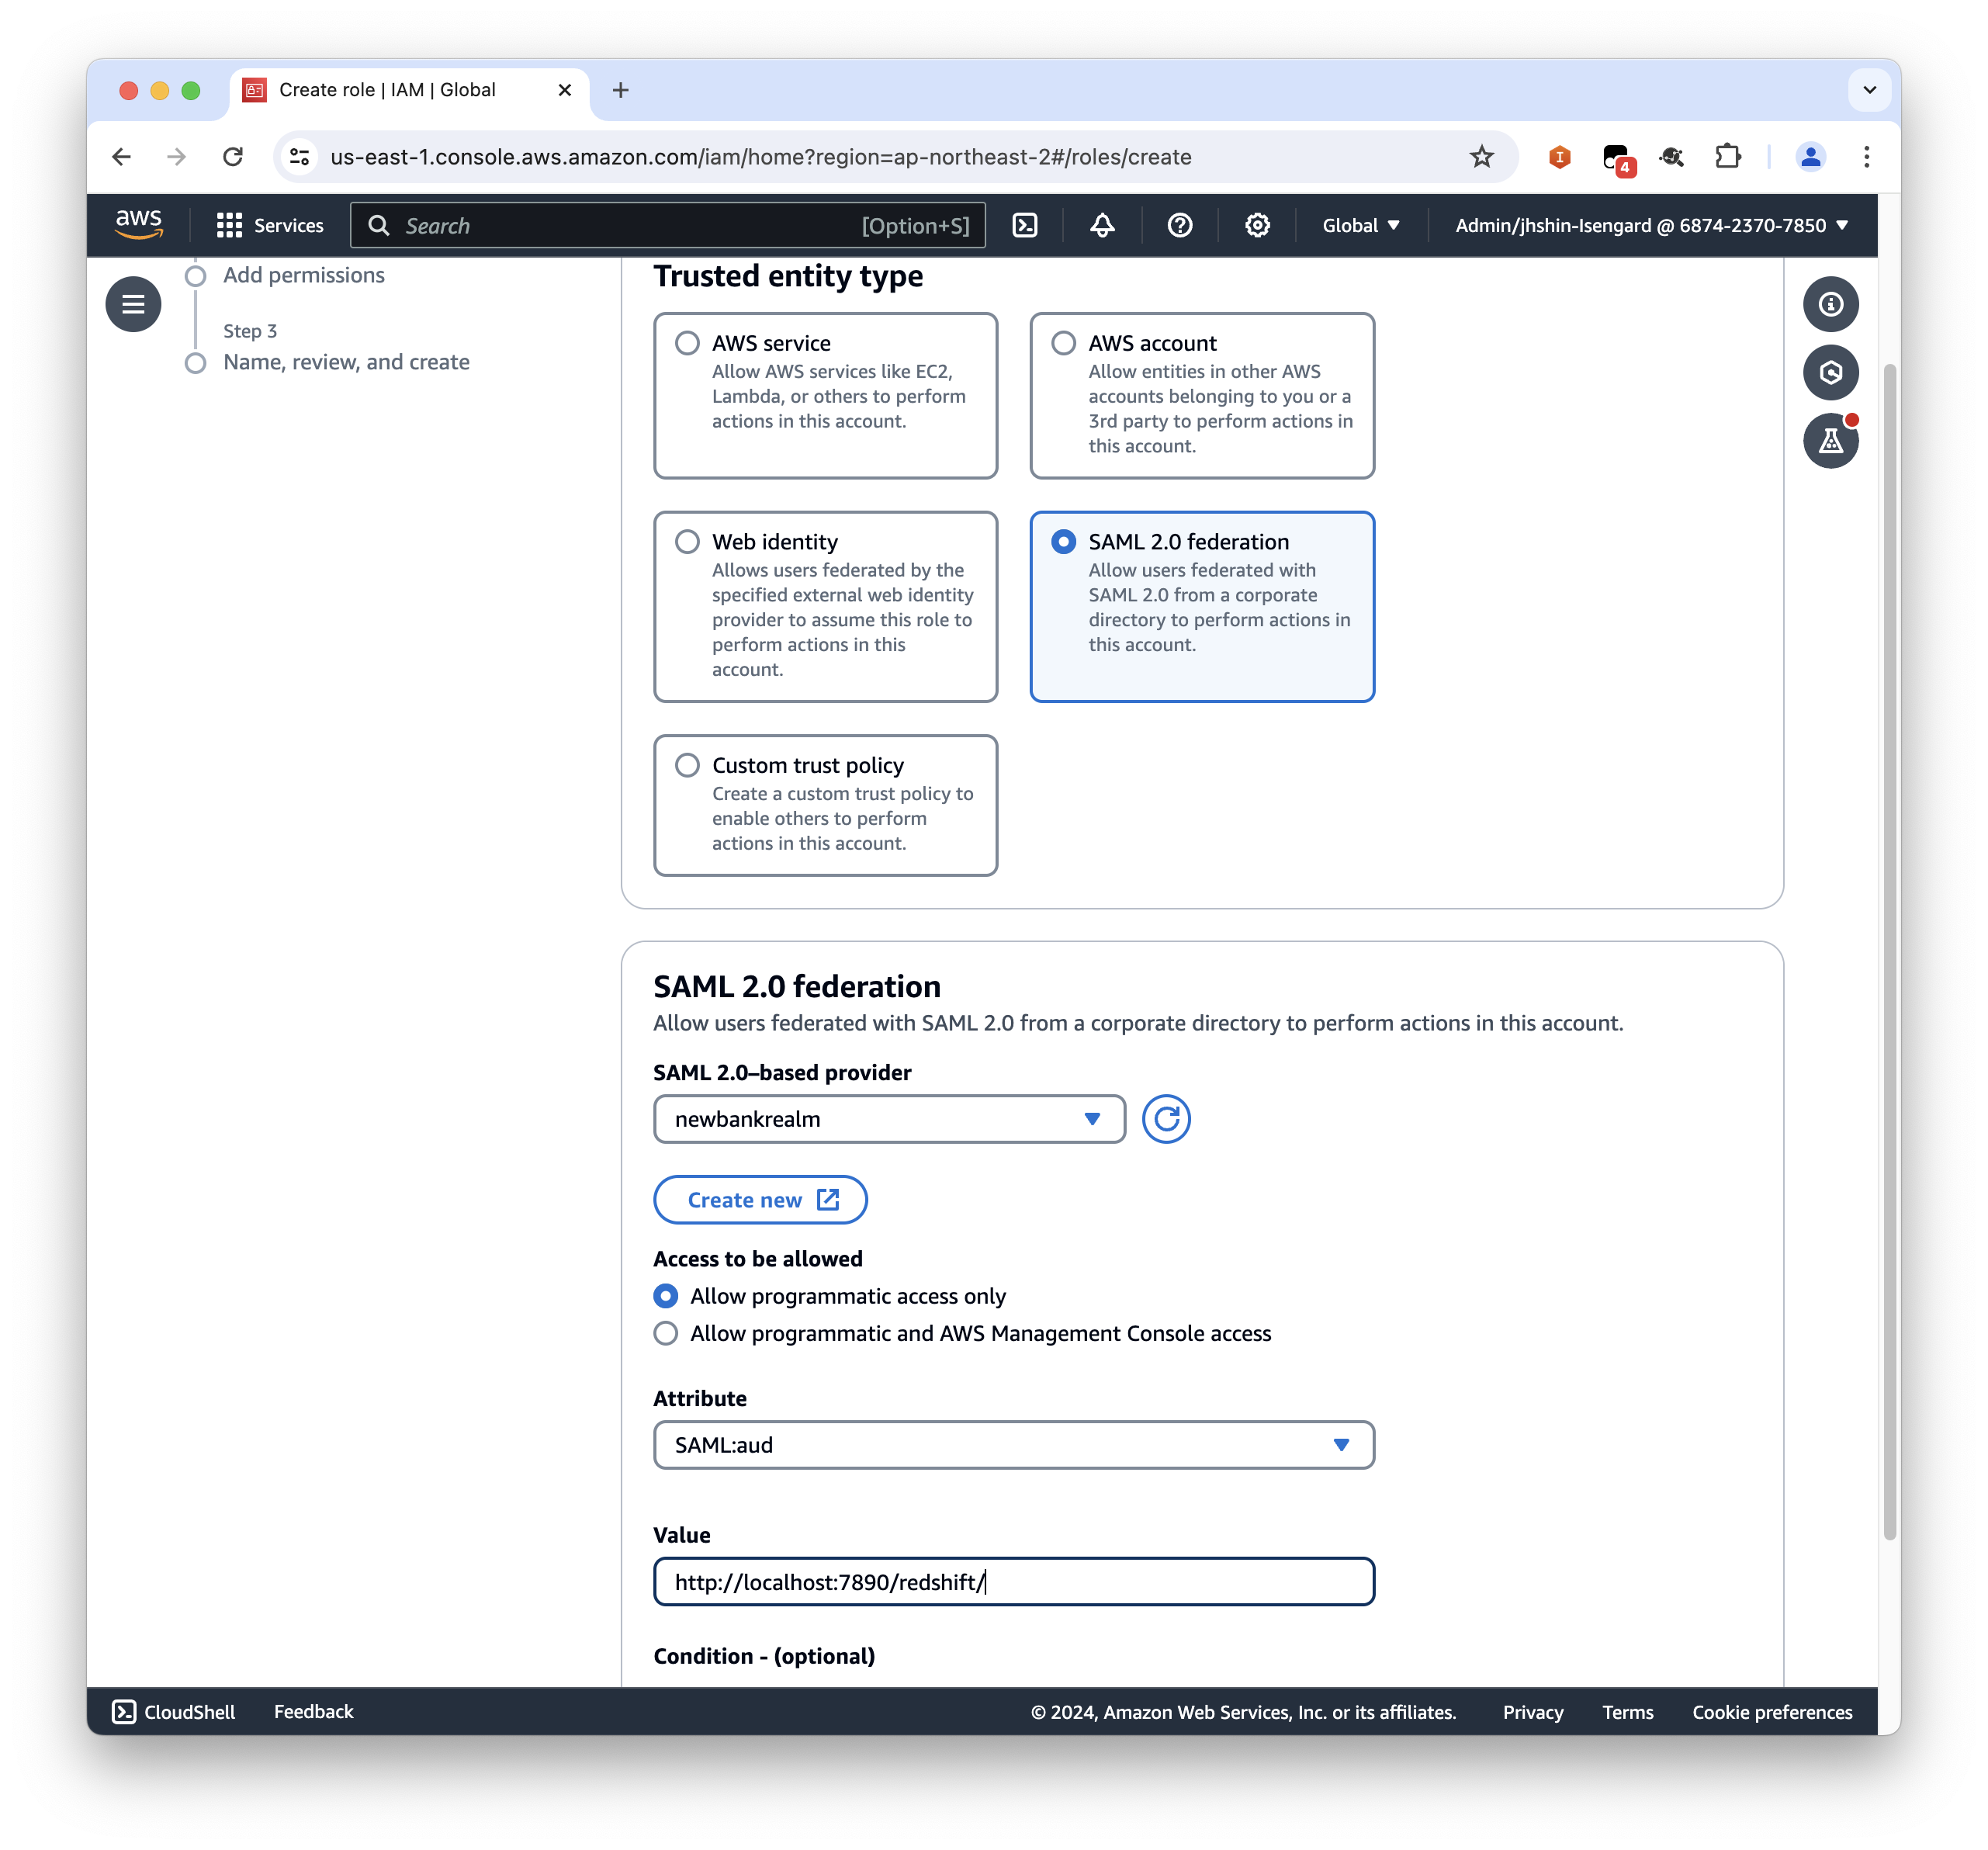 Create role | IAM | Global
us-east-1.console.aws.amazon.com/iam/home?region=ap-northeast-2#/roles/create
4
aws
Services
Search
[Option+S]
Global
Admin/jhshin-Isengard @ 6874-2370-7850
Add permissions
Step 3
Name, review, and create
Trusted entity type
AWS service
Allow AWS services like EC2,
Lambda, or others to perform
actions in this account.
AWS account
Allow entities in other AWS
accounts belonging to you or a
3rd party to perform actions in
this account.
Web identity
Allows users federated by the
specified external web identity
provider to assume this role to
perform actions in this
account.
SAML 2.0 federation
Allow users federated with
SAML 2.0 from a corporate
directory to perform actions in
this account.
Custom trust policy
Create a custom trust policy to
enable others to perform
actions in this account.
SAML 2.0 federation
Allow users federated with SAML 2.0 from a corporate directory to perform actions in this account.
SAML 2.0–based provider
newbankrealm
Create new
Access to be allowed
Allow programmatic access only
Allow programmatic and AWS Management Console access
Attribute
SAML:aud
Value
http://localhost:7890/redshift/
Condition - (optional)
CloudShell
Feedback
© 2024, Amazon Web Services, Inc. or its affiliates.
Privacy
Terms
Cookie preferences